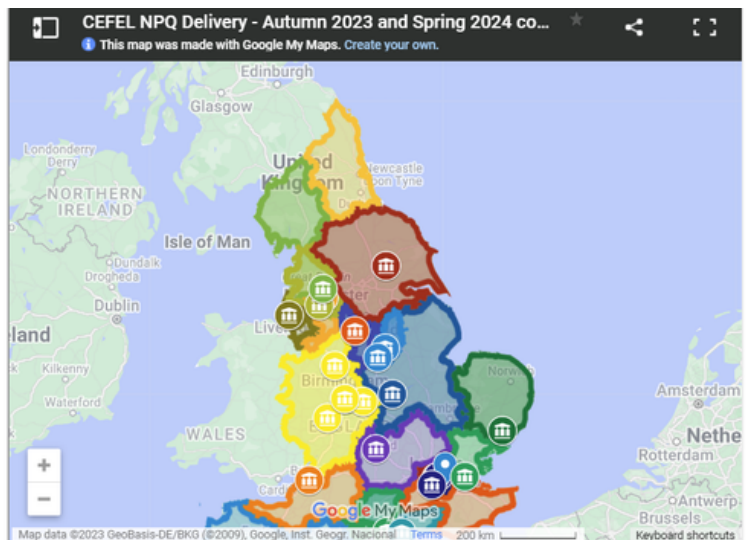 CEFEL NPQ Delivery - Autumn 2023 and Spring 2024 co...
This map was made with Google My Maps. Create your own.
Edinburgh
Glasgow
Londonderry
Derry
United
Kingdom
Newcastle
upon Tyne
NORTHERN
IRELAND
Isle of Man
Dundalk
Drogheda
Dublin
land
Kilkenny
Norwich
Waterford
Amsterdam
WALES
Nethe
Rotterdam
Antwerp
Google My Maps
Brussels
Map data ©2023 GeoBasis-DE/BKG (©2009), Google, Inst. Geogr. Nacional
Terms
200 km
Keyboard shortcuts